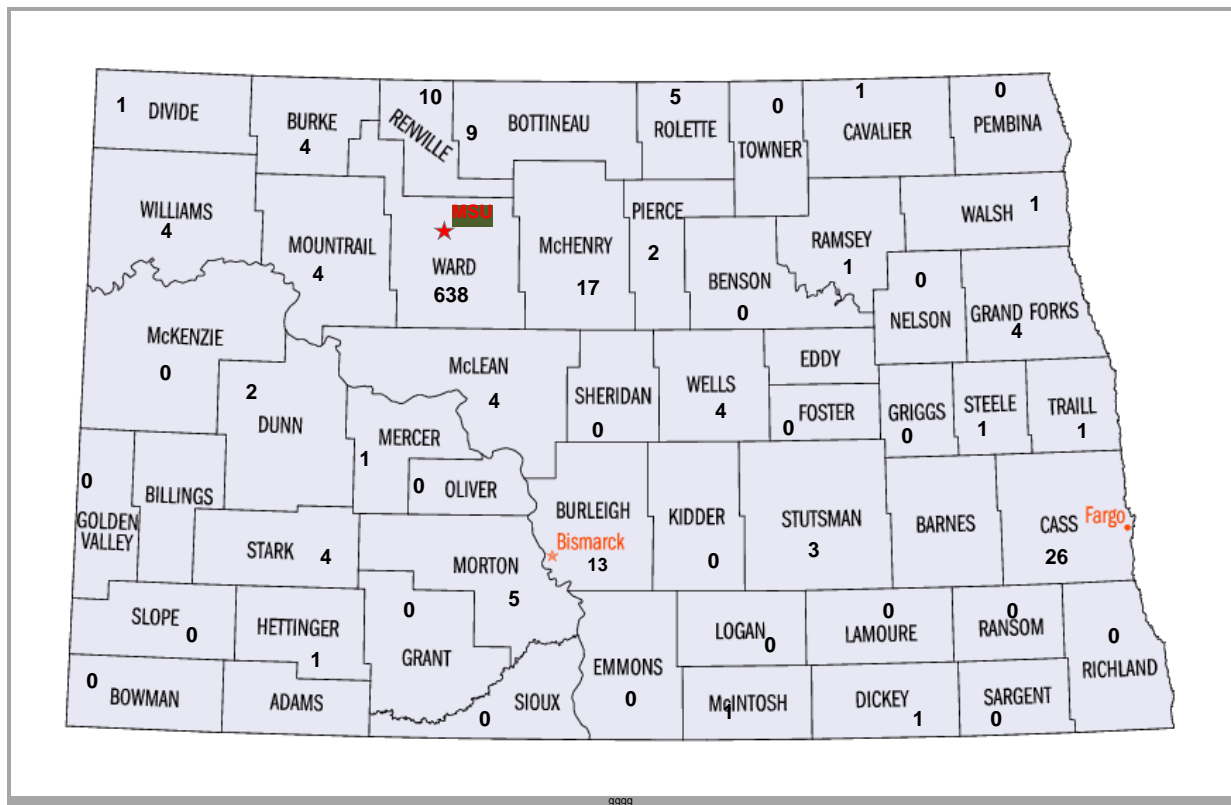 1 DIVIDE
BURKE
4
10
RENVILLE
9 BOTTINEAU
5
ROLETTE
0
TOWNER
1
CAVALIER
0
PEMBINA
WILLIAMS
4
MOUNTRAIL
4
MSU
WARD
638
McHENRY
17
PIERCE
2
BENSON
0
RAMSEY
1
WALSH 1
0
NELSON
GRAND FORKS
4
McKENZIE
0
2
DUNN
McLEAN
4
MERCER
1
0 OLIVER
SHERIDAN
0
WELLS
4
EDDY
FOSTER
0
GRIGGS
0
STEELE
1
TRAILL
1
0
GOLDEN
VALLEY
BILLINGS
STARK 4
MORTON
5
BURLEIGH
Bismarck
13
KIDDER
0
STUTSMAN
3
BARNES
CASS
Fargo
26
SLOPE
0
HETTINGER
1
0
GRANT
0
BOWMAN
ADAMS
SIOUX
0
EMMONS
0
LOGAN
0
McINTOSH
1
0
LAMOURE
DICKEY
1
0
RANSOM
SARGENT
0
0
RICHLAND
gggg